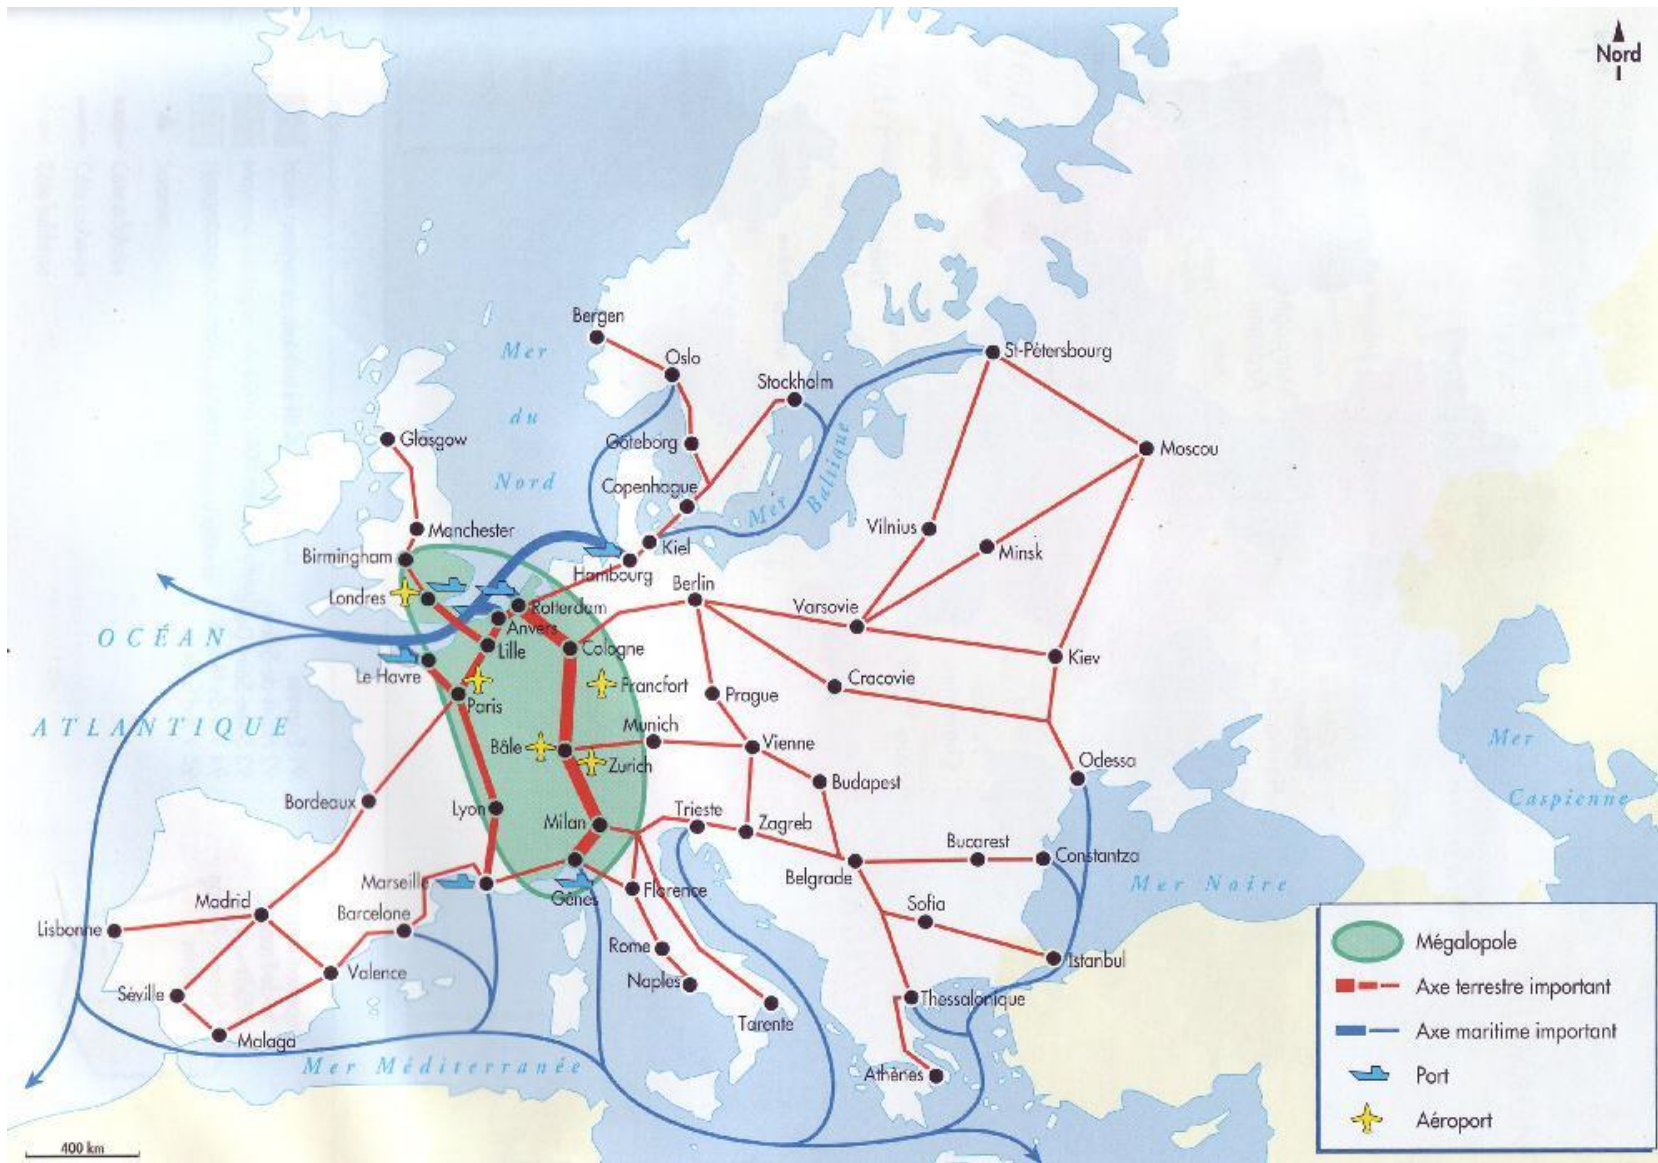 Nord
Bergen
Mer
Oslo
St-Pétersbourg
Stockholm
du
Glasgow
Göteborg
Moscou
Baltique
Nord
Copenhague
Mer
Manchester
Vilnius
Birmingham
Kiel
Minsk
Hambourg
Berlin
Londres
Rotterdam
Varsovie
Anvers
OCÉAN
Lille
Cologne
Kiev
Le Havre
Francfort
Cracovie
Paris
Prague
ATLANTIQUE
Munich
Bâle
Vienne
Mer
Zurich
Odessa
Budapest
Caspienne
Bordeaux
Lyon
Milan
Trieste
Zagreb
Bucarest
Constantza
Belgrade
Marseille
Mer Noire
Gênes
Florence
Madrid
Barcelone
Sofia
Lisbonne
Rome
Istanbul
Mégalopole
Valence
Naples
Axe terrestre important
Séville
Thessalonique
Tarente
Axe maritime important
Malaga
Mer Méditerranée
Athènes
Port
Aéroport
400 km